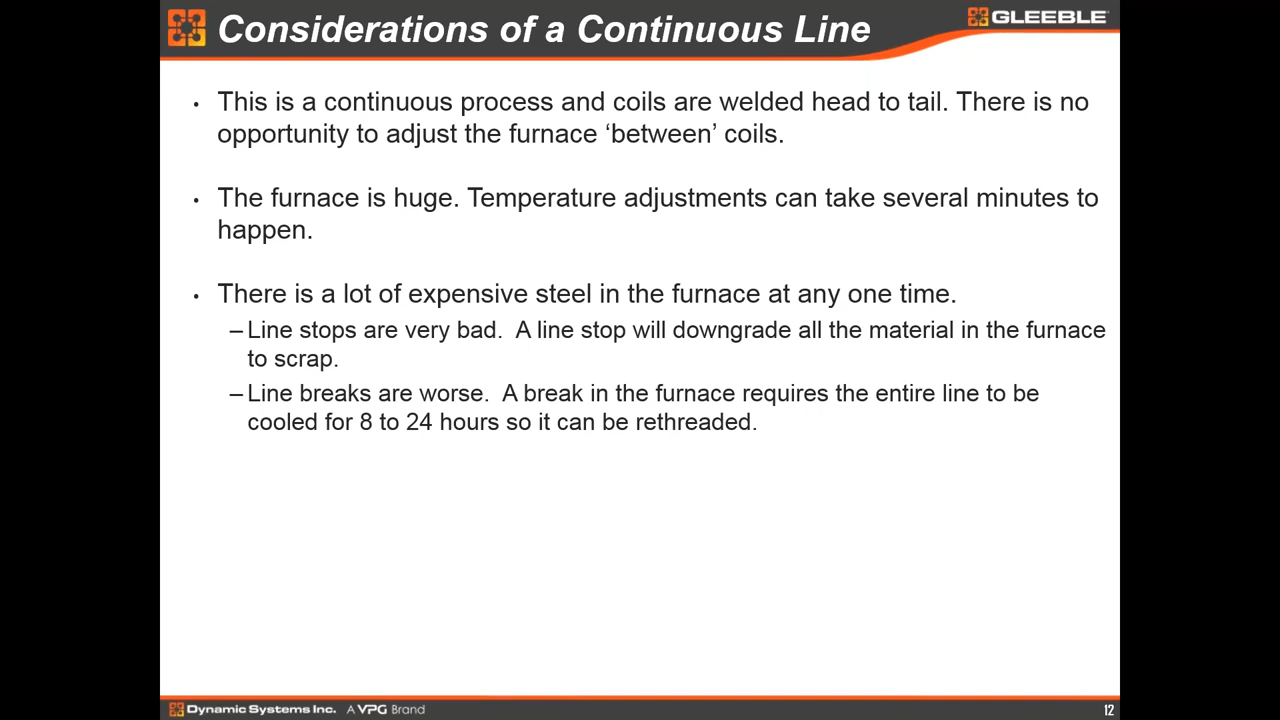 Considerations of a Continuous Line
GLEEBLE
• This is a continuous process and coils are welded head to tail. There is no
opportunity to adjust the furnace ‘between’ coils.
• The furnace is huge. Temperature adjustments can take several minutes to
happen.
• There is a lot of expensive steel in the furnace at any one time.
– Line stops are very bad.  A line stop will downgrade all the material in the furnace
to scrap.
– Line breaks are worse.  A break in the furnace requires the entire line to be
cooled for 8 to 24 hours so it can be rethreaded.
Dynamic Systems Inc. A VPG Brand
12